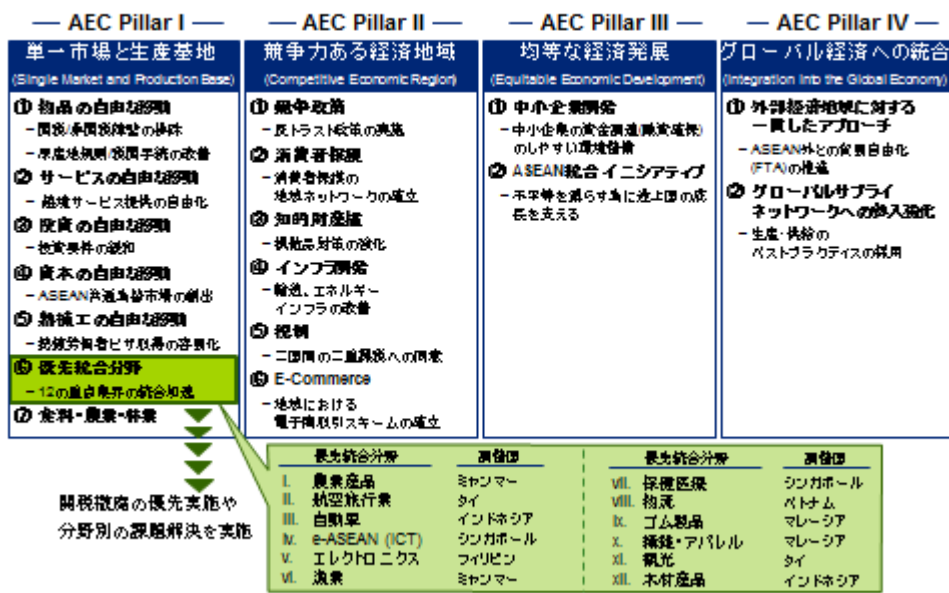 AEC Pillar I
単一市場と生産基地
(Single Market and Production Base)
① 物品の自由な移動
－関税/非関税障壁の排除
－原産地規則/税関手続の改善
② サービスの自由な移動
－越境サービス提供の自由化
③ 投資の自由な移動
－投資要件の緩和
④ 資本の自由な移動
－ASEAN共通為替市場の創出
⑤ 熟練工の自由な移動
－熟練労働者ビザ取得の容易化
⑥ 優先統合分野
－12の重点業界の統合加速
⑦ 食料・農業・林業
関税撤廃の優先実施や
分野別の課題解決を実施
AEC Pillar II
競争力ある経済地域
(Competitive Economic Region)
① 競争政策
－反トラスト政策の実施
② 消費者保護
－消費者保護の
地域ネットワークの確立
③ 知的財産権
－模倣品対策の強化
④ インフラ開発
－輸送、エネルギー
インフラの改善
⑤ 税制
－二国間の二重課税への同意
⑥ E-Commerce
－地域における
電子商取引スキームの確立
AEC Pillar III
均等な経済発展
(Equitable Economic Development)
① 中小企業開発
－中小企業の資金調達(融資確保)
のしやすい環境整備
② ASEAN統合イニシアティブ
－不平等を減らす為に途上国の成
長を支える
AEC Pillar IV
グローバル経済への統合
(Integration into the Global Economy)
① 外部経済地域に対する
一貫したアプローチ
－ASEAN外との貿易自由化
(FTA)の推進
② グローバルサプライ
ネットワークへの参入強化
－生産・供給の
ベストプラクティスの採用
優先統合分野 調整国
i. 農業産品 ミャンマー
ii. 航空旅行業 タイ
iii. 自動車 インドネシア
iv. e-ASEAN (ICT) シンガポール
v. エレクトロニクス フィリピン
vi. 漁業 ミャンマー
優先統合分野 調整国
vii. 保健医療 シンガポール
viii. 物流 ベトナム
ix. ゴム製品 マレーシア
x. 繊維・アパレル マレーシア
xi. 観光 タイ
xii. 木材産品 インドネシア